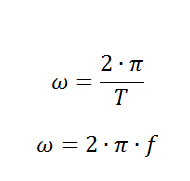 ω = 2 · π / T
ω = 2 · π · f